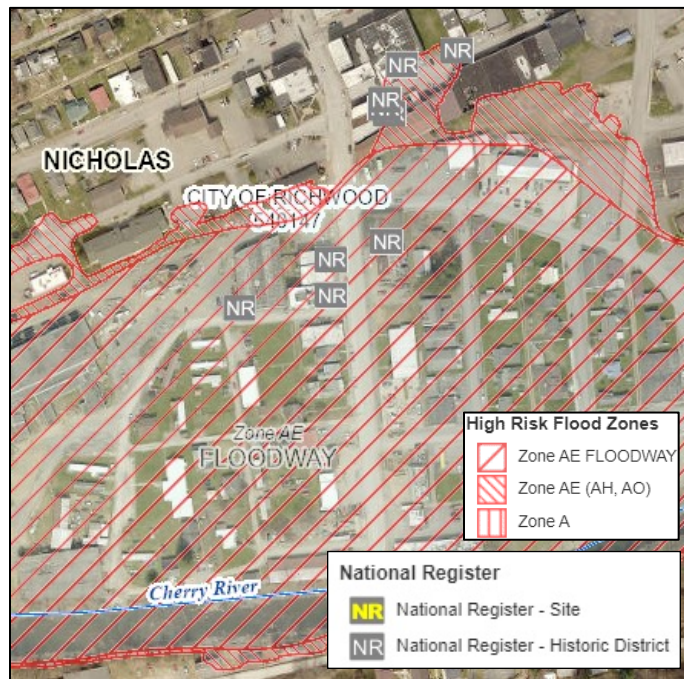 NR
NR
NR
NICHOLAS
CITY OF RICHWOOD
NR
NR
NR
NR
Zone AE
FLOODWAY
High Risk Flood Zones
Zone AE FLOODWAY
Zone AE (AH, AO)
Zone A
Cherry River
National Register
NR National Register - Site
NR National Register - Historic District